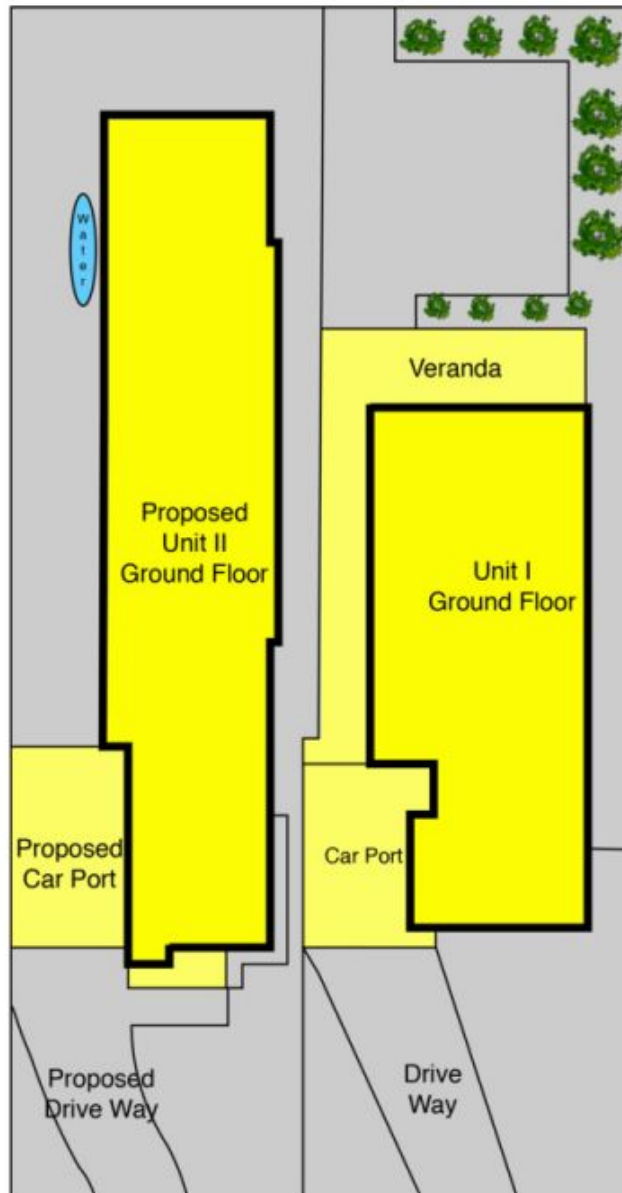 Water
Veranda
Proposed
Unit II
Ground Floor
Unit I
Ground Floor
Proposed
Car Port
Car Port
Proposed
Drive Way
Drive
Way